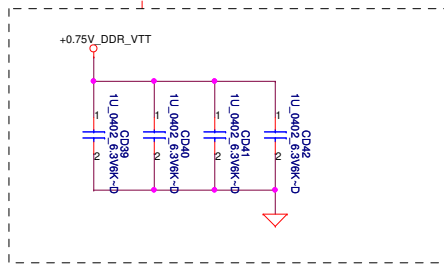 +0.75V_DDR_VTT
1
2
CD39
1U_0402_6.3V6K~D
1
2
CD40
1U_0402_6.3V6K~D
1
2
CD41
1U_0402_6.3V6K~D
1
2
CD42
1U_0402_6.3V6K~D